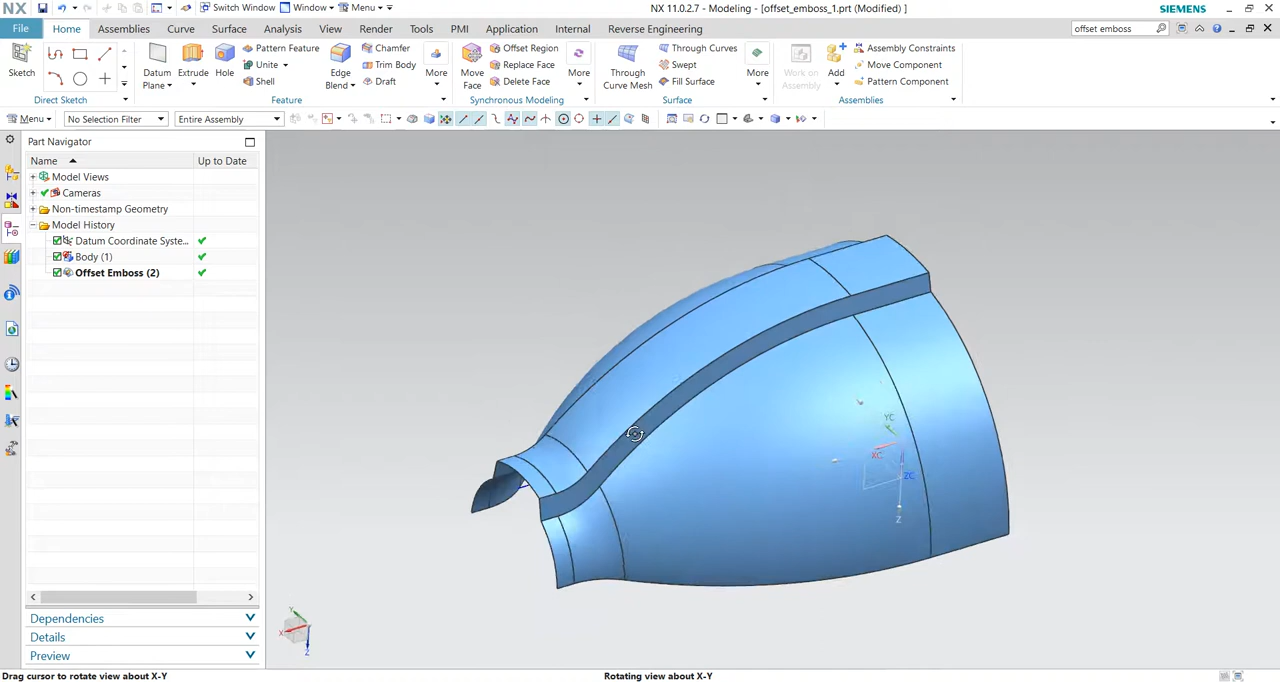 NX Switch Window Window Menu NX 11.0.2.7 - Modeling - [offset_emboss_1.prt (Modified) ] SIEMENS
File Home Assemblies Curve Surface Analysis View Render Tools PMI Application Internal Reverse Engineering offset emboss
Sketch
Direct Sketch
Datum Plane
Extrude
Hole
Pattern Feature
Unite
Shell
Edge Blend
Chamfer
Trim Body
Draft
More
Feature
Move Face
Offset Region
Replace Face
Delete Face
More
Synchronous Modeling
Through Curve Mesh
Through Curves
Swept
Fill Surface
More
Surface
Work on Assembly
Add
Assembly Constraints
Move Component
Pattern Component
Assemblies
Menu No Selection Filter Entire Assembly
Part Navigator
Name Up to Date
Model Views
Cameras
Non-timestamp Geometry
Model History
Datum Coordinate Syste...
Body (1)
Offset Emboss (2)
YC
XC
ZC
Z
Dependencies
Details
Preview
Y
X
Z
Drag cursor to rotate view about X-Y Rotating view about X-Y